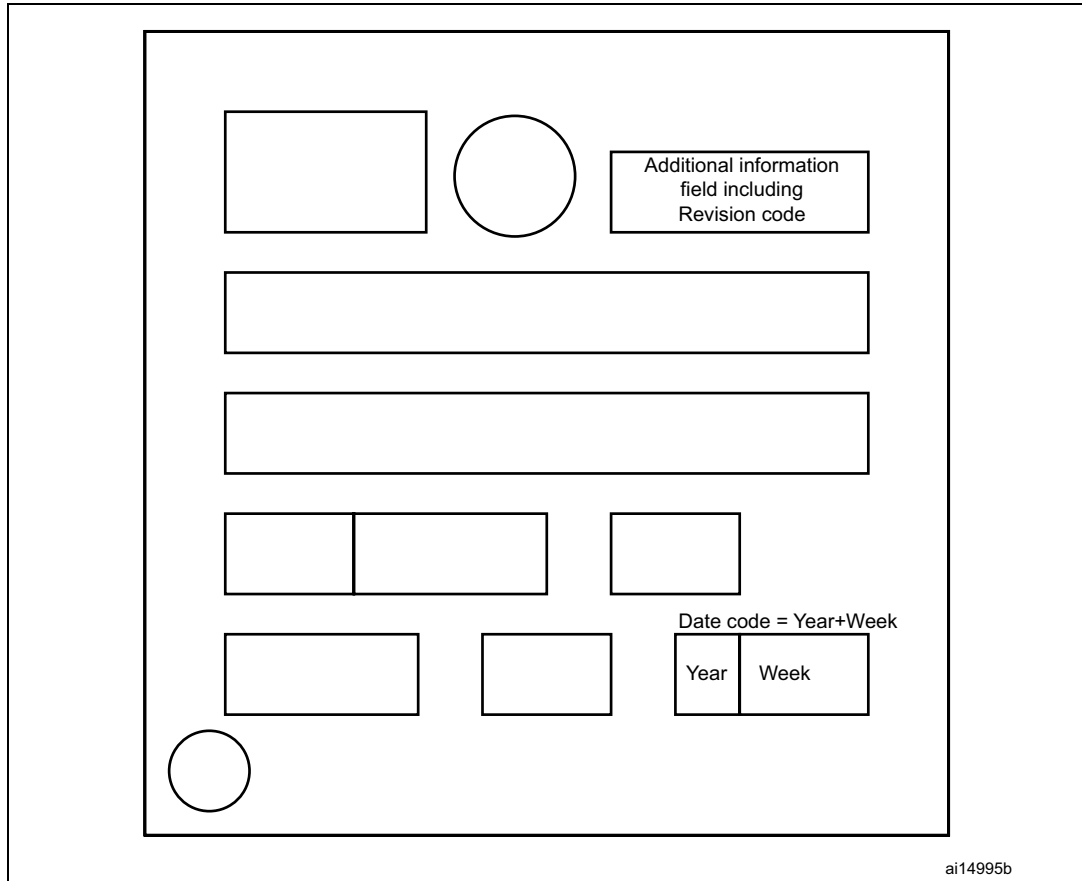 Additional information
field including
Revision code
Date code = Year+Week
Year Week
ai14995b